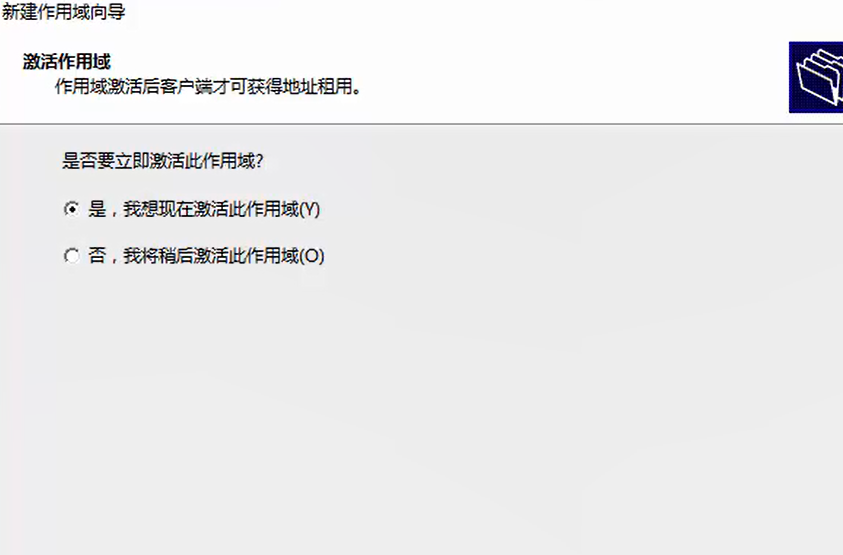 新建作用域向导
激活作用域
作用域激活后客户端才可获得地址租用。
是否要立即激活此作用域?
是，我想现在激活此作用域(Y)
否，我将稍后激活此作用域(O)